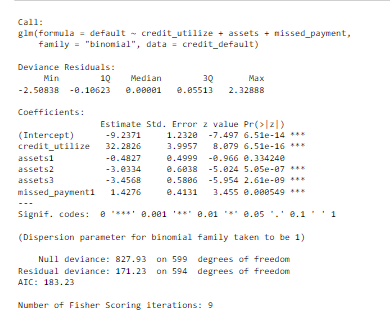 Call:
glm(formula = default ~ credit_utilize + assets + missed_payment,
family = "binomial", data = credit_default)
Deviance Residuals:
Min 1Q Median 3Q Max
-2.50838 -0.10623 0.00001 0.05513 2.32888
Coefficients:
Estimate Std. Error z value Pr(>|z|)
(Intercept) -9.2371 1.2320 -7.497 6.51e-14 ***
credit_utilize 32.2826 3.9957 8.079 6.51e-16 ***
assets1 -0.4827 0.4999 -0.966 0.334240
assets2 -3.0334 0.6038 -5.024 5.05e-07 ***
assets3 -3.4568 0.5806 -5.954 2.61e-09 ***
missed_payment1 1.4276 0.4131 3.455 0.000549 ***
---
Signif. codes: 0 '***' 0.001 '**' 0.01 '*' 0.05 '.' 0.1 ' ' 1
(Dispersion parameter for binomial family taken to be 1)
Null deviance: 827.93 on 599 degrees of freedom
Residual deviance: 171.23 on 594 degrees of freedom
AIC: 183.23
Number of Fisher Scoring iterations: 9